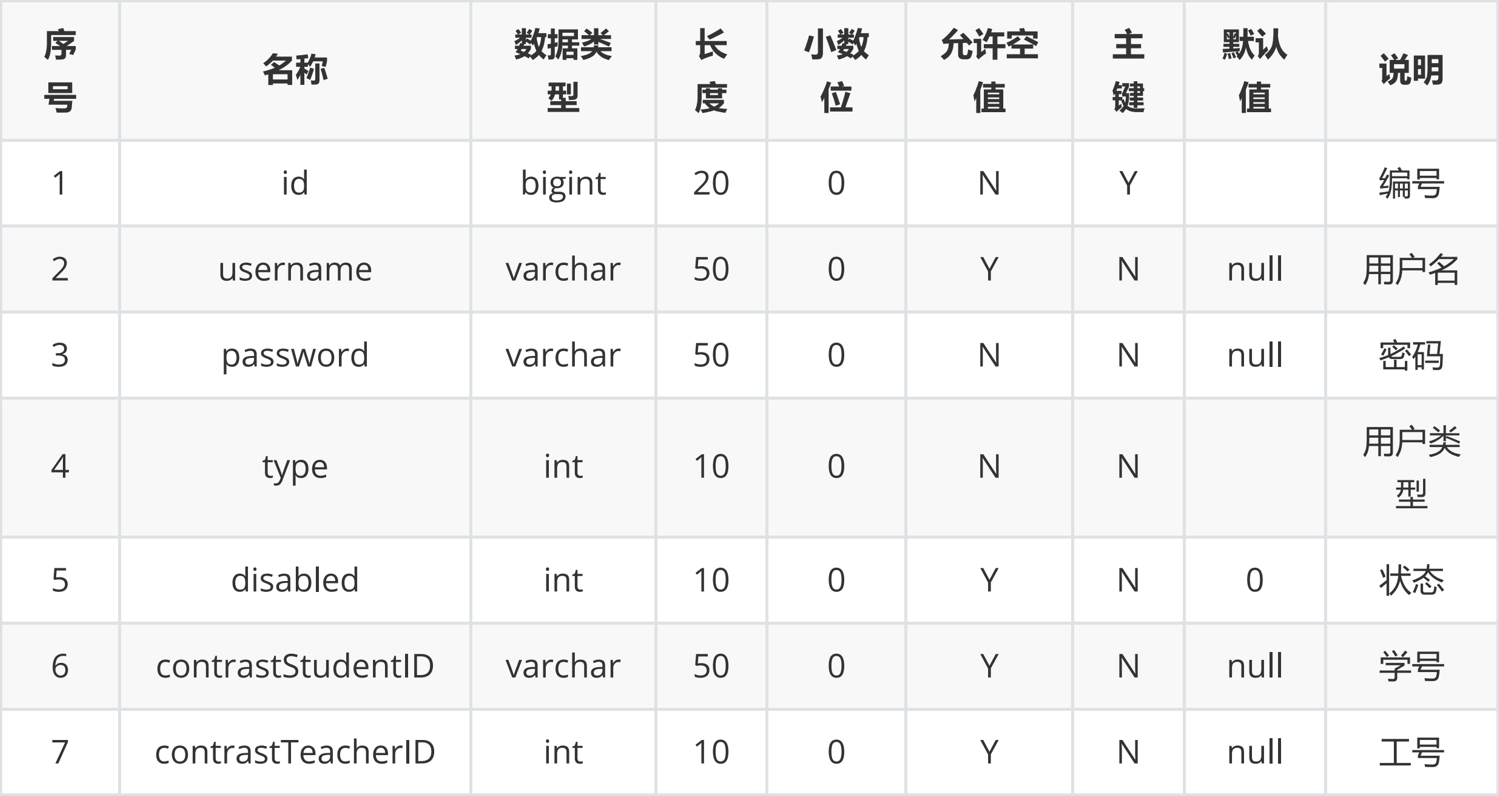 序号 名称 数据类型 长度 小数位 允许空值 主键 默认值 说明
1 id bigint 20 0 N Y 编号
2 username varchar 50 0 Y N null 用户名
3 password varchar 50 0 N N null 密码
4 type int 10 0 N N 用户类型
5 disabled int 10 0 Y N 0 状态
6 contrastStudentID varchar 50 0 Y N null 学号
7 contrastTeacherID int 10 0 Y N null 工号